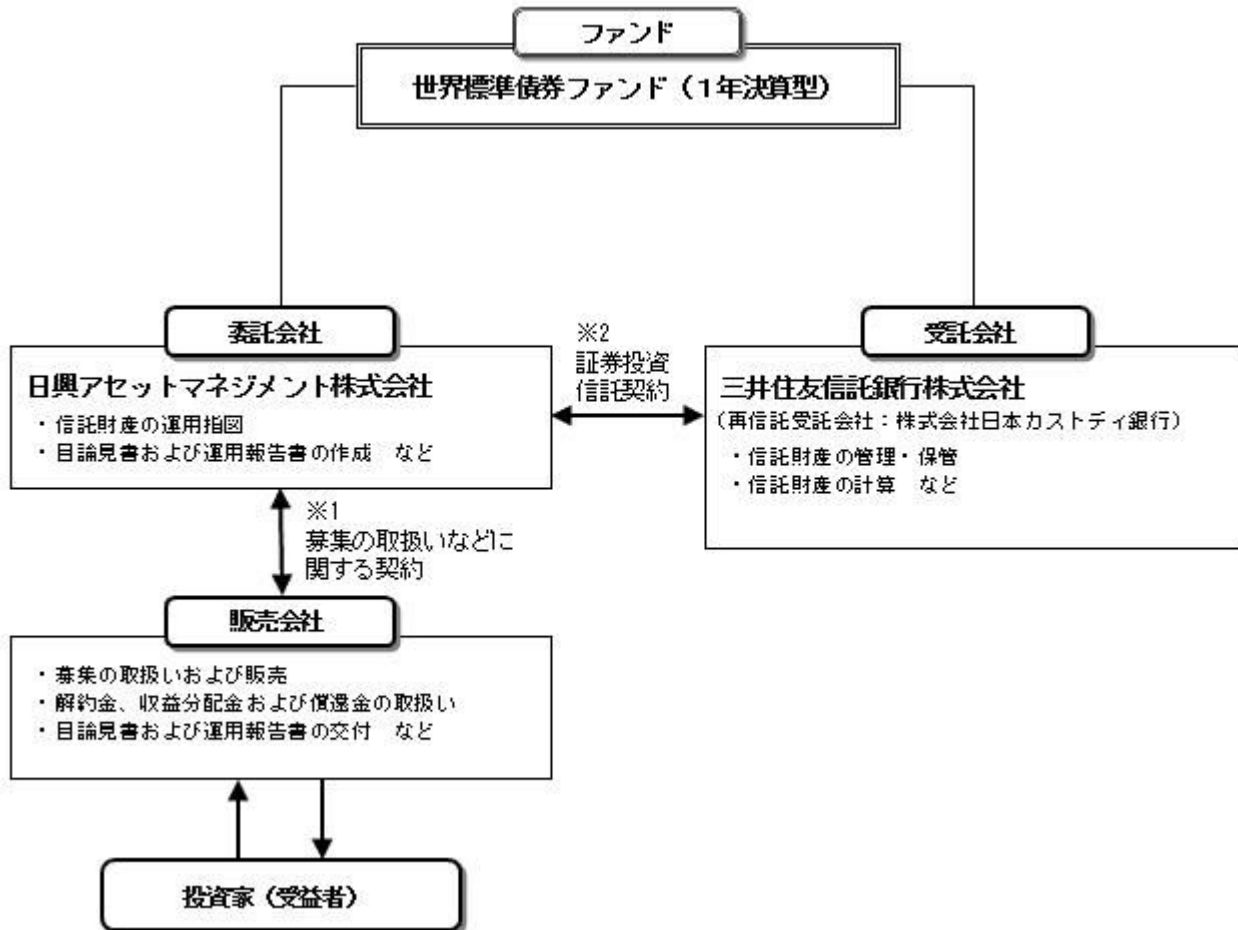 ファンド
世界標準債券ファンド（1年決算型）
委託会社
日興アセットマネジメント株式会社
・信託財産の運用指図
・目論見書および運用報告書の作成　など
※2
証券投資
信託契約
受託会社
三井住友信託銀行株式会社
（再信託受託会社：株式会社日本カストディ銀行）
・信託財産の管理・保管
・信託財産の計算　など
※1
募集の取扱いなどに
関する契約
販売会社
・募集の取扱いおよび販売
・解約金、収益分配金および償還金の取扱い
・目論見書および運用報告書の交付　など
投資家（受益者）